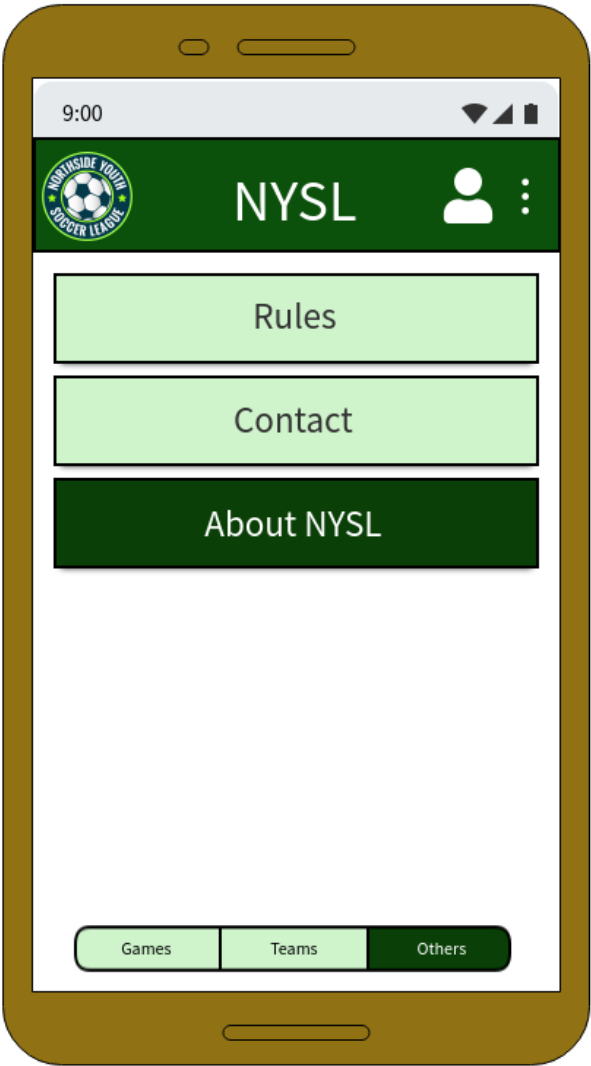 9:00
NORTHSIDE YOUTH
SOCCER LEAGUE
NYSL
Rules
Contact
About NYSL
Games
Teams
Others